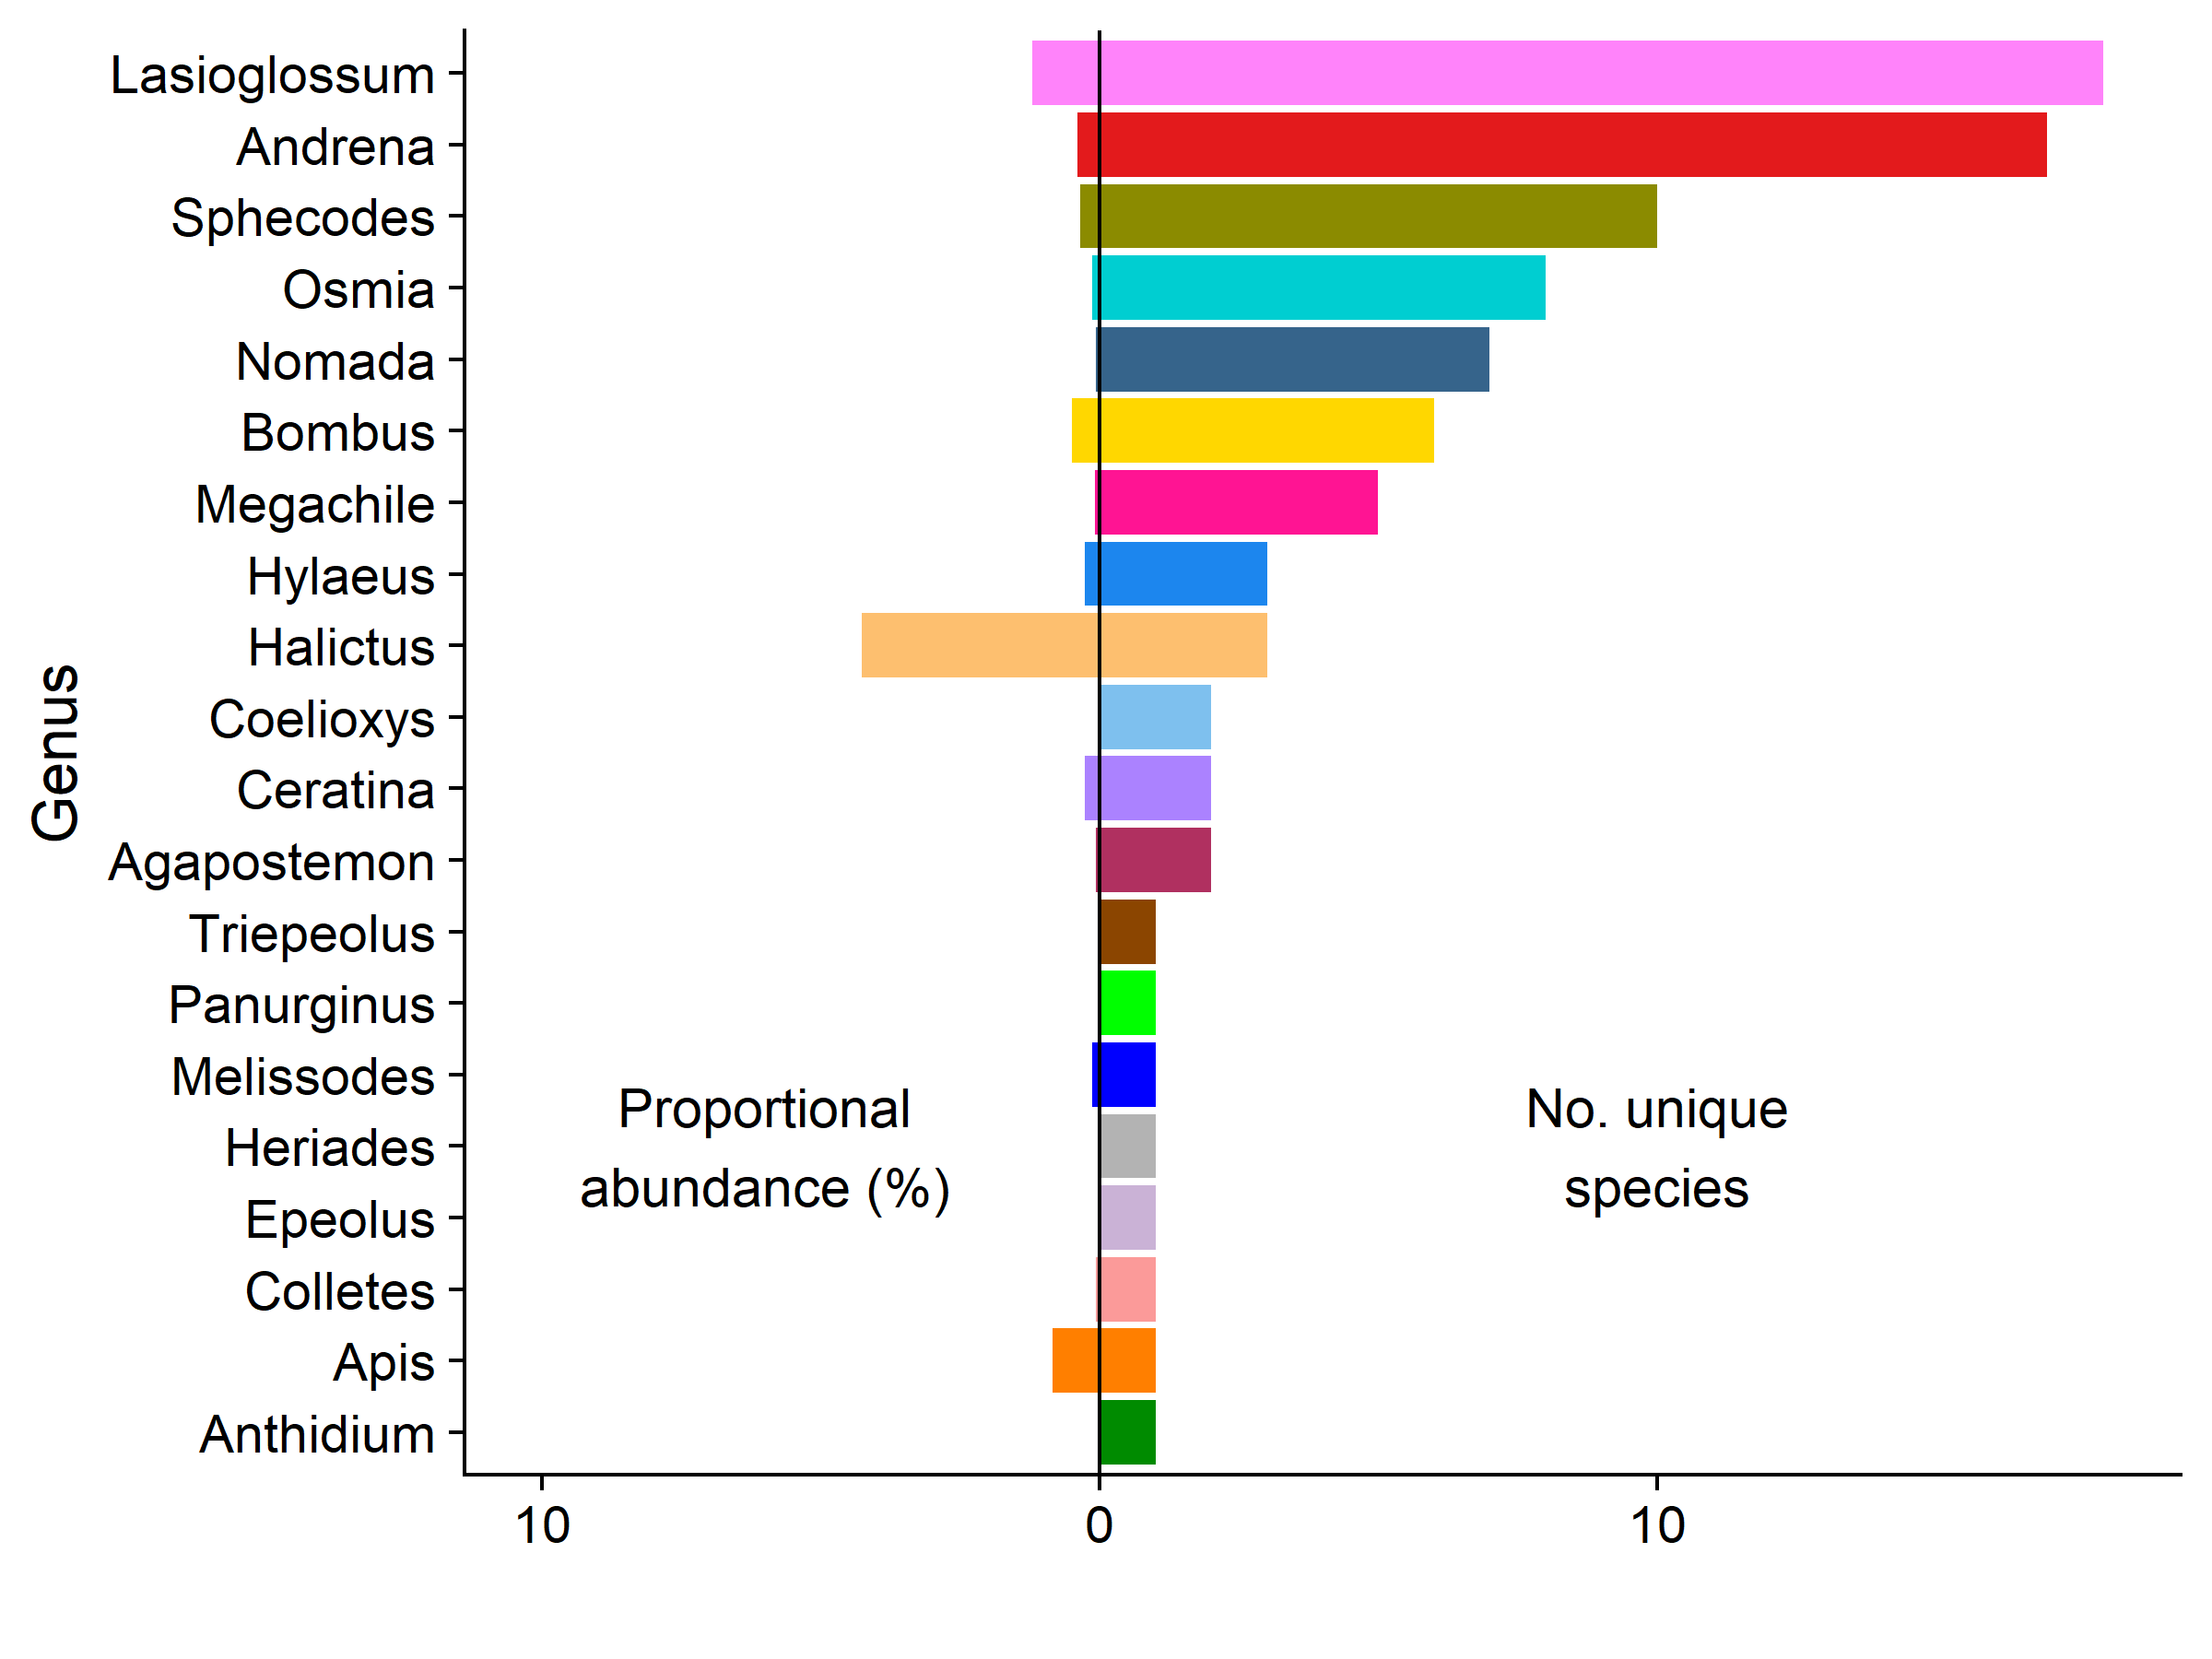 Genus
Lasioglossum
Andrena
Sphecodes
Osmia
Nomada
Bombus
Megachile
Hylaeus
Halictus
Coelioxys
Ceratina
Agapostemon
Triepeolus
Panurginus
Melissodes
Heriades
Epeolus
Colletes
Apis
Anthidium
Proportional
abundance (%)
No. unique
species
10
0
10